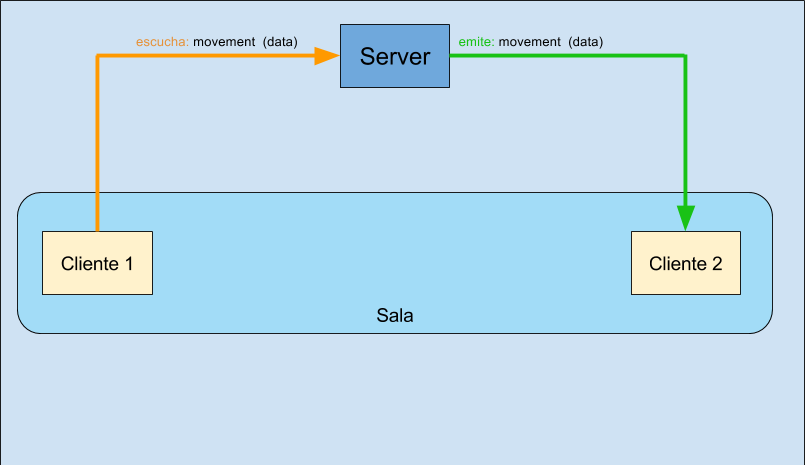 escucha: movement (data)
Server
emite: movement (data)
Cliente 1
Cliente 2
Sala